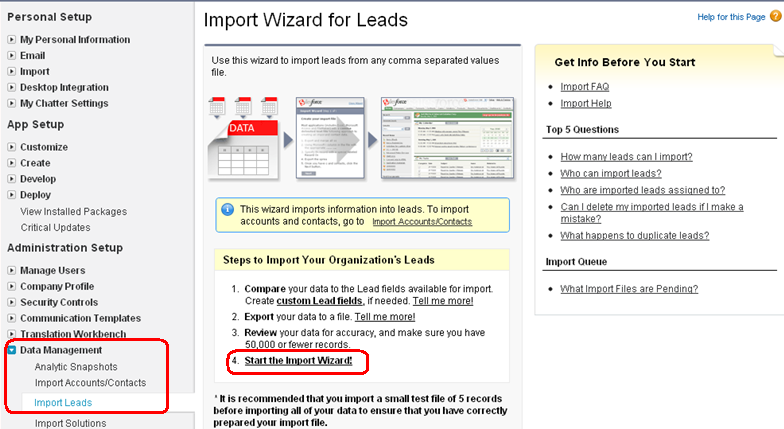 Personal Setup
My Personal Information
Email
Import
Desktop Integration
My Chatter Settings
App Setup
Customize
Create
Develop
Deploy
View Installed Packages
Critical Updates
Administration Setup
Manage Users
Company Profile
Security Controls
Communication Templates
Translation Workbench
Data Management
Analytic Snapshots
Import Accounts/Contacts
Import Leads
Import Solutions
Import Wizard for Leads
Help for this Page
Use this wizard to import leads from any comma separated values
file.
DATA
This wizard imports information into leads. To import
accounts and contacts, go to Import Accounts/Contacts
Steps to Import Your Organization's Leads
1. Compare your data to the Lead fields available for import.
Create custom Lead fields, if needed. Tell me more!
2. Export your data to a file. Tell me more!
3. Review your data for accuracy, and make sure you have
50,000 or fewer records.
4. Start the Import Wizard!
* It is recommended that you import a small test file of 5 records
before importing all of your data to ensure that you have correctly
prepared your import file.
Get Info Before You Start
Import FAQ
Import Help
Top 5 Questions
How many leads can I import?
Who can import leads?
Who are imported leads assigned to?
Can I delete my imported leads if I make a
mistake?
What happens to duplicate leads?
Import Queue
What Import Files are Pending?